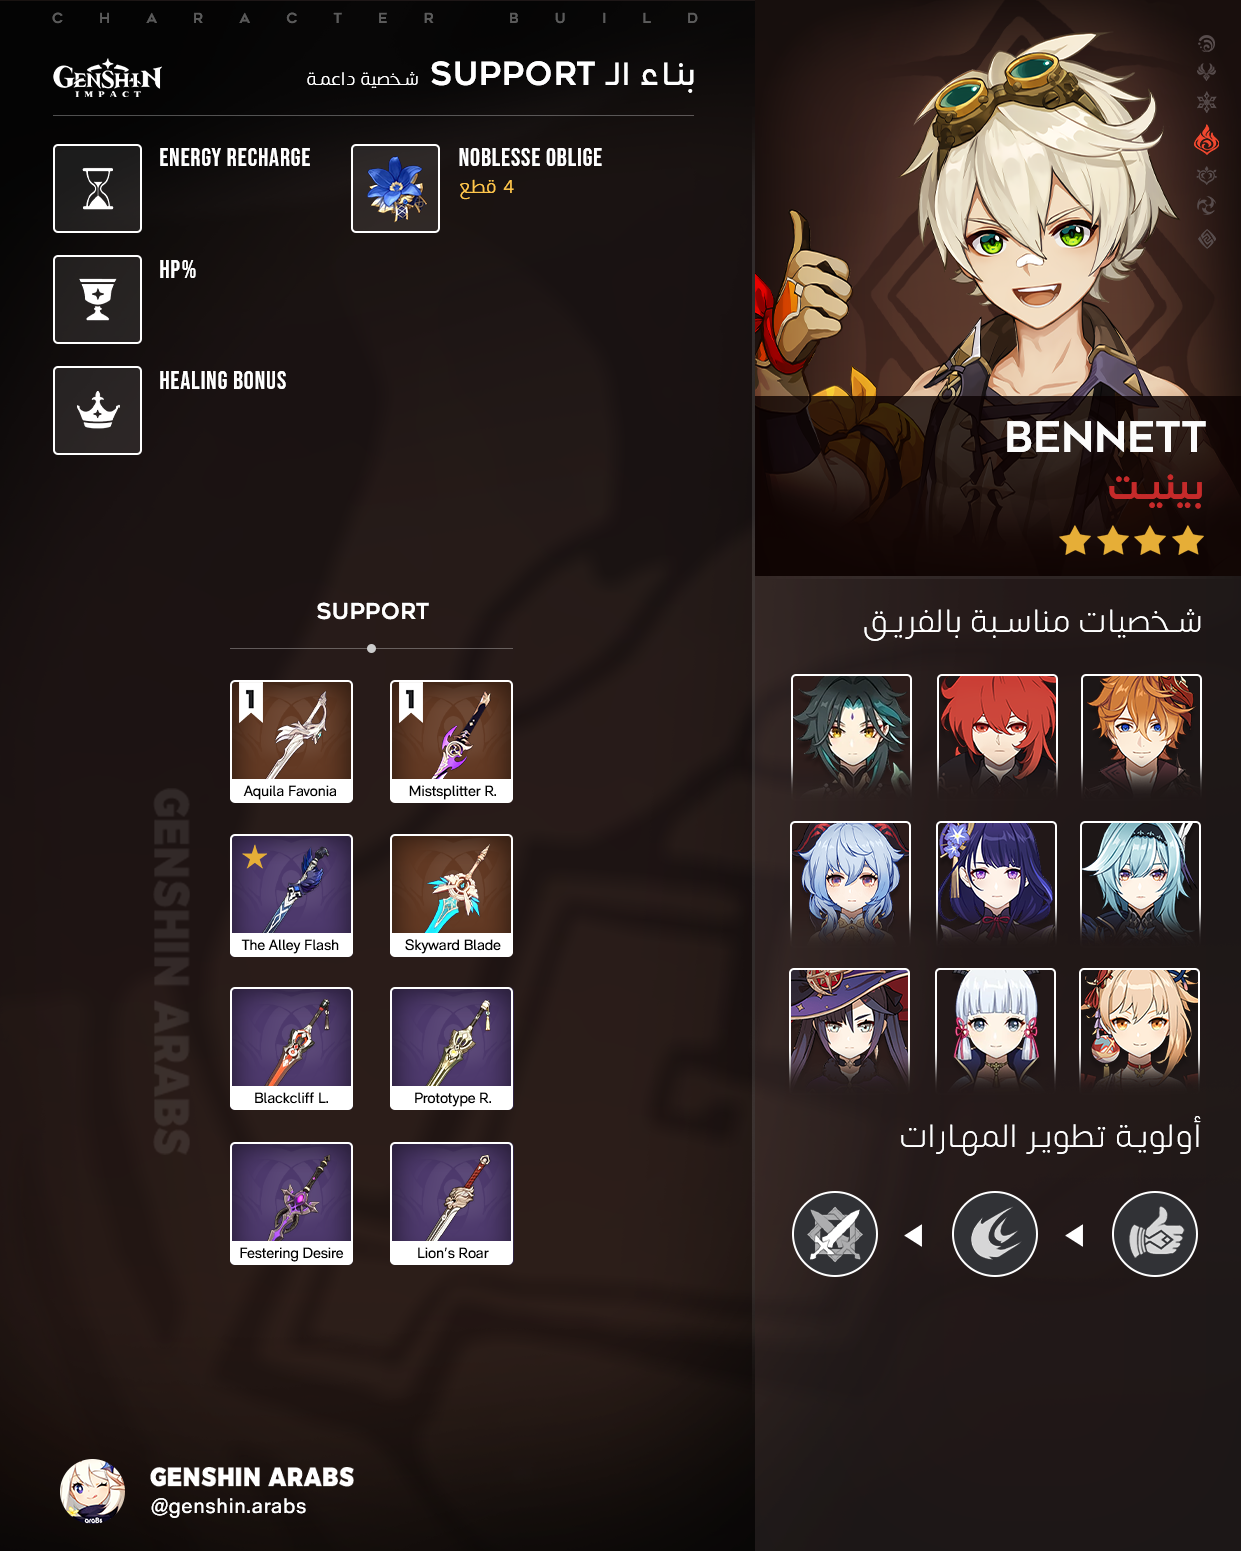 CHARACTER BUILD
GENSHIN
IMPACT
بناء الـ SUPPORT شخصية داعمة
ENERGY RECHARGE
NOBLESSE OBLIGE
4 قطع
HP%
HEALING BONUS
BENNETT
بينيت
SUPPORT
1
Aquila Favonia
1
Mistsplitter R.
The Alley Flash
Skyward Blade
Blackcliff L.
Prototype R.
Festering Desire
Lion's Roar
GENSHIN ARABS
شخصيات مناسبة بالفريق
أولوية تطوير المهارات
araBs
GENSHIN ARABS
@genshin.arabs